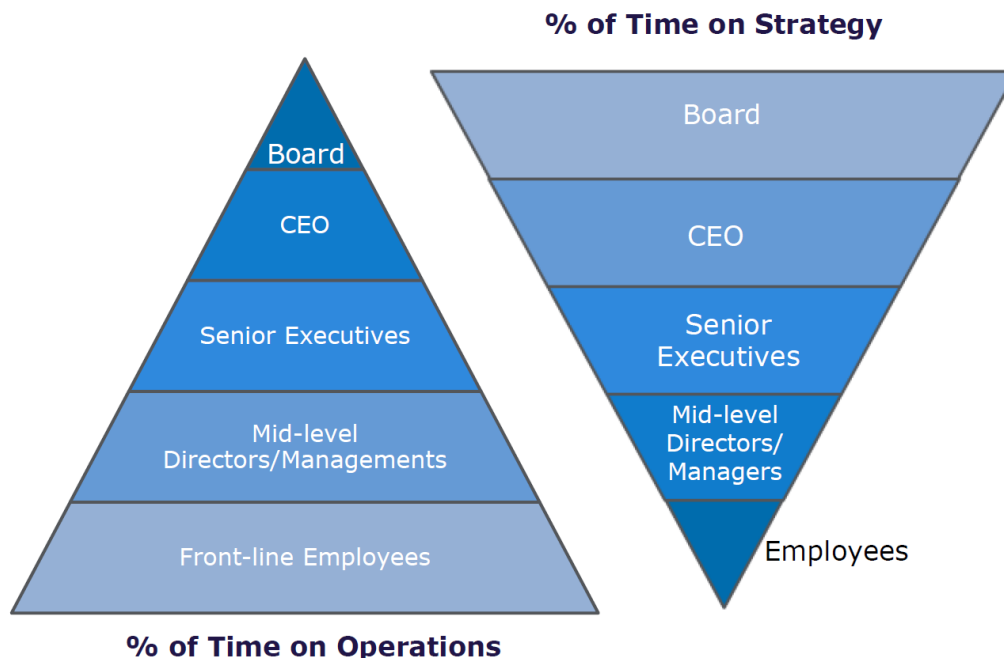 % of Time on Strategy
Board
CEO
Senior Executives
Mid-level
Directors/Managements
Front-line Employees
% of Time on Operations
Board
CEO
Senior
Executives
Mid-level
Directors/
Managers
Employees